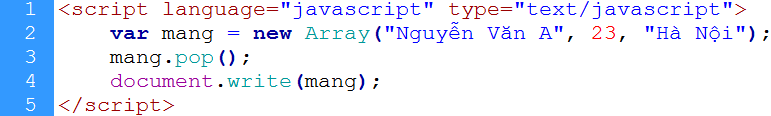 1 <script language="javascript" type="text/javascript">
2     var mang = new Array("Nguyễn Văn A", 23, "Hà Nội");
3     mang.pop();
4     document.write(mang);
5 </script>